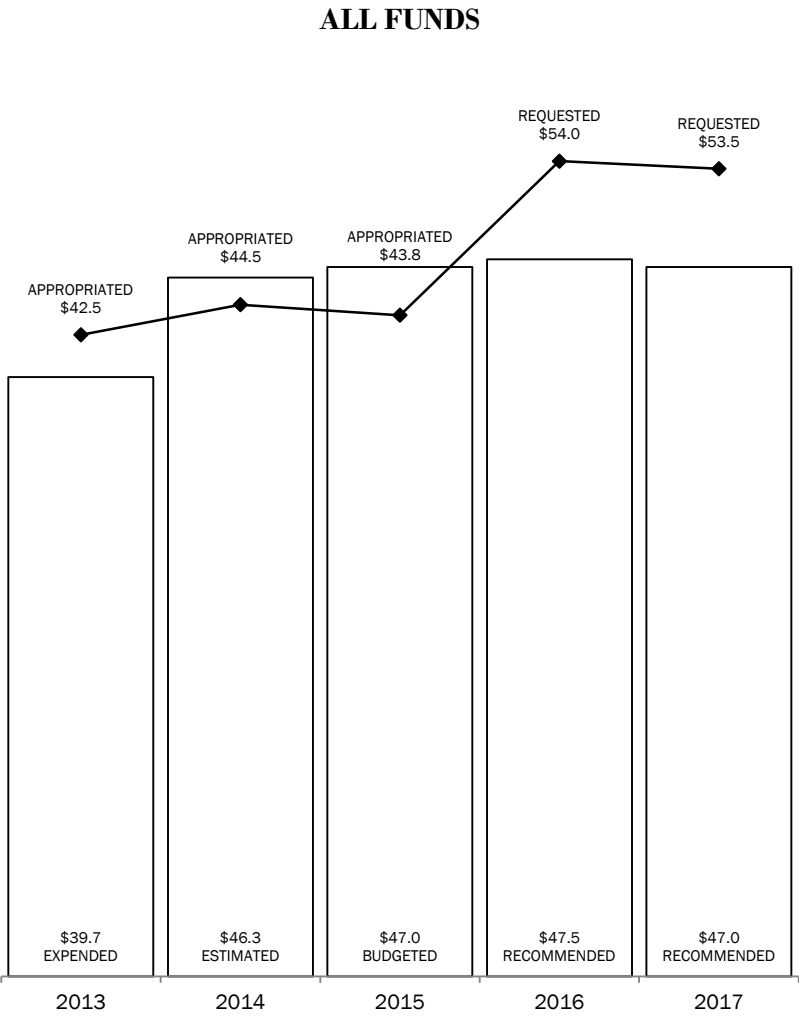 ALL FUNDS
REQUESTED
$54.0
REQUESTED
$53.5
APPROPRIATED
$44.5
APPROPRIATED
$43.8
APPROPRIATED
$42.5
$39.7
EXPENDED
$46.3
ESTIMATED
$47.0
BUDGETED
$47.5
RECOMMENDED
$47.0
RECOMMENDED
2013
2014
2015
2016
2017